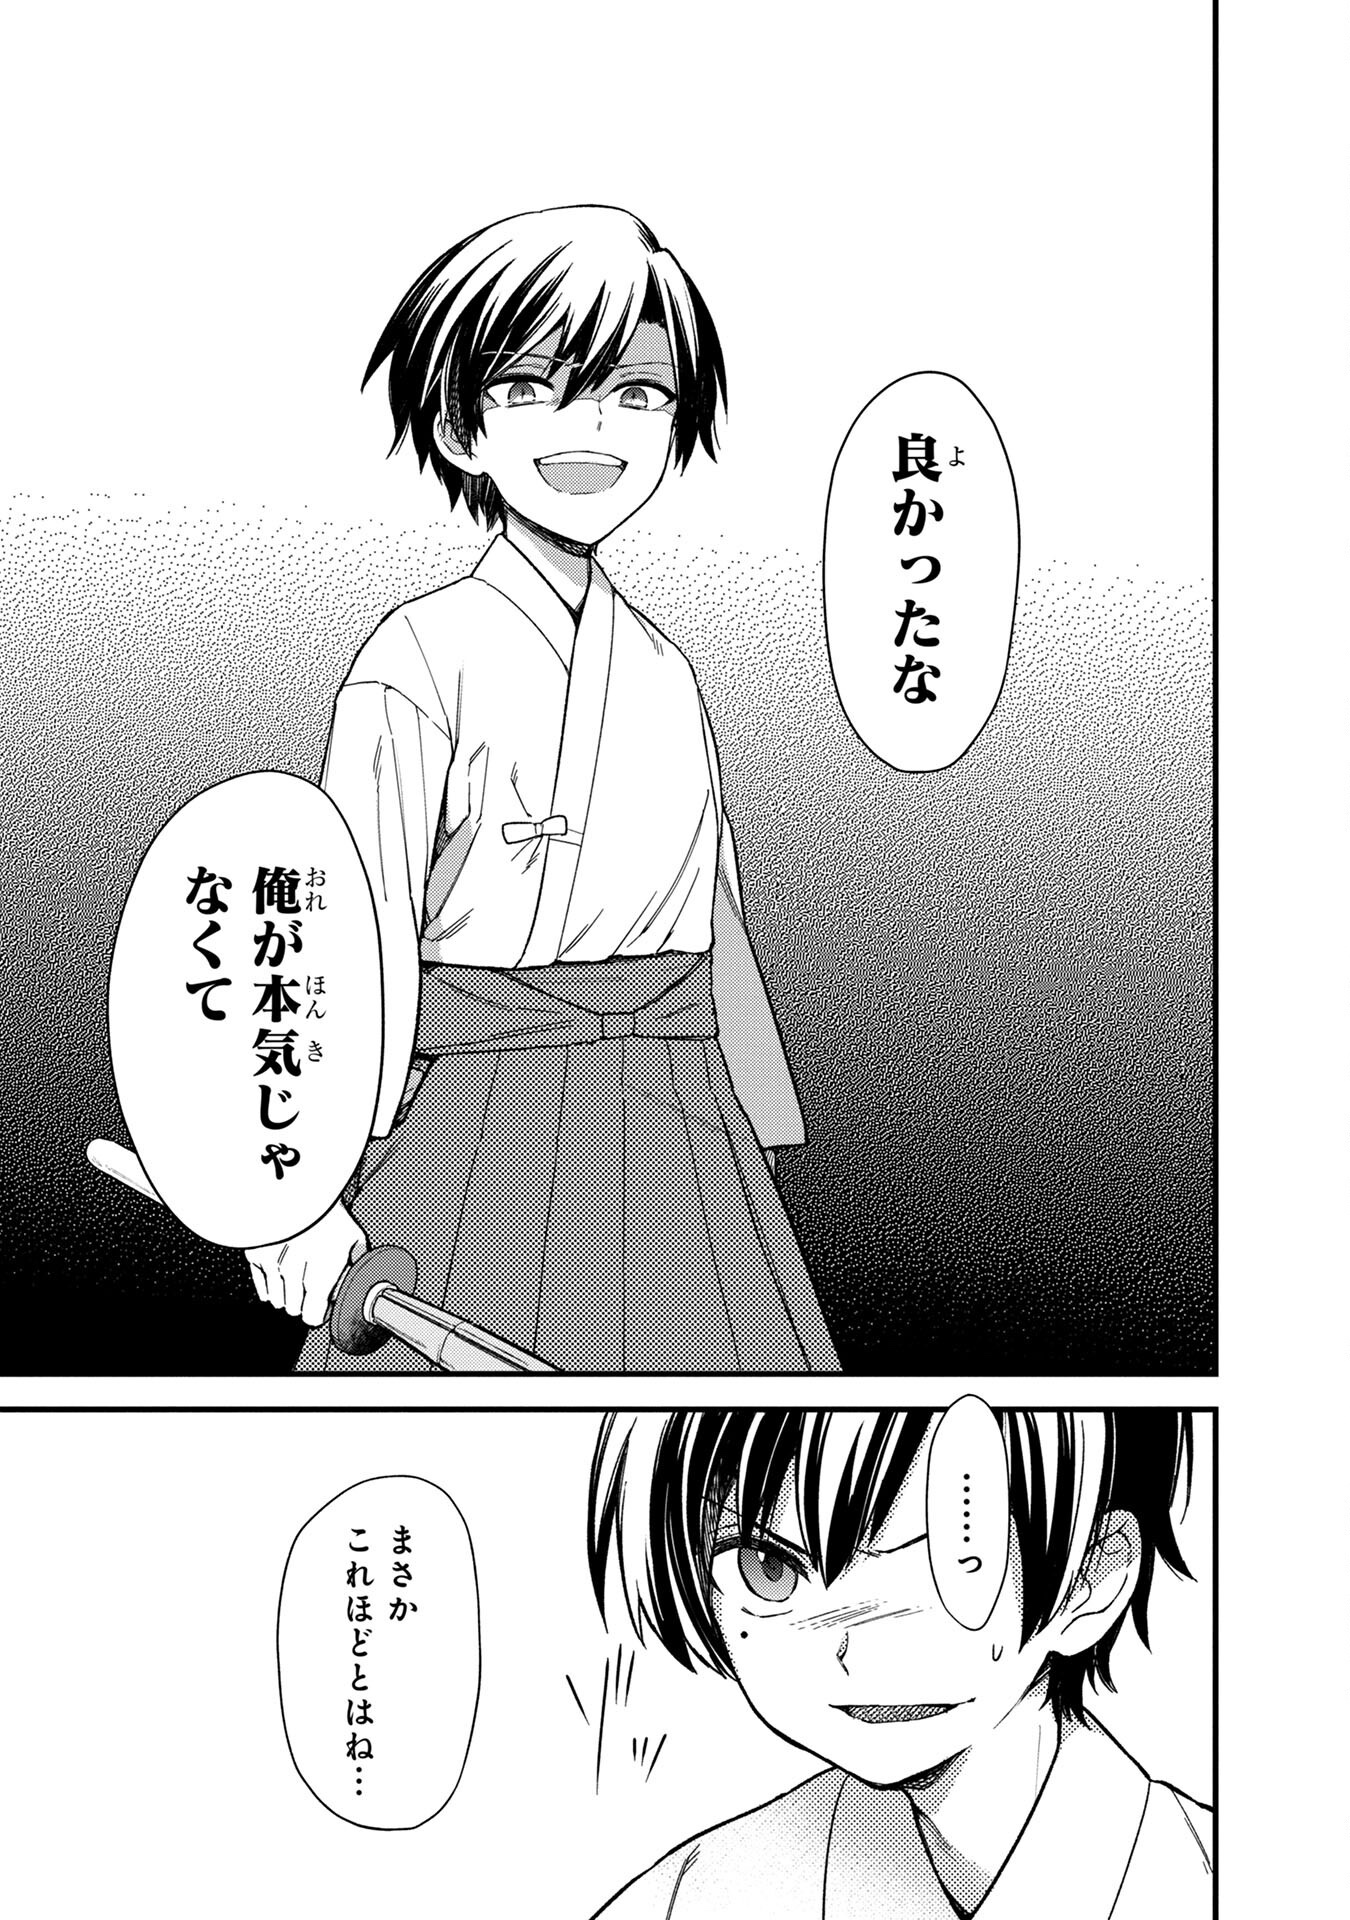 良かったな
俺が本気じゃ
なくて
……っ
まさか
これほどとはね…